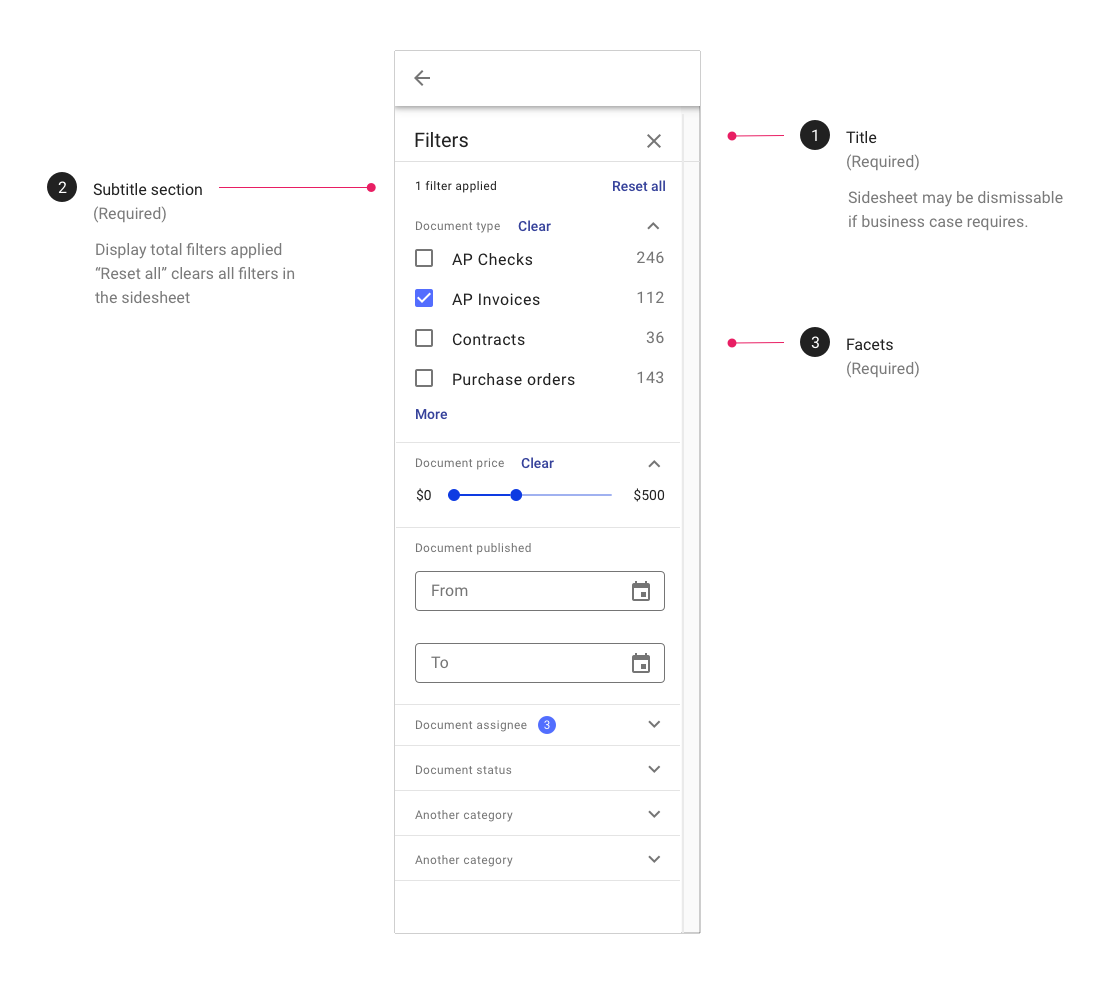 1
Title
(Required)
Sidesheet may be dismissable
if business case requires.
2
Subtitle section
(Required)
Display total filters applied
“Reset all” clears all filters in
the sidesheet
3
Facets
(Required)
Filters
1 filter applied Reset all
Document type Clear
AP Checks 246
AP Invoices 112
Contracts 36
Purchase orders 143
More
Document price Clear
$0 $500
Document published
From
To
Document assignee 3
Document status
Another category
Another category